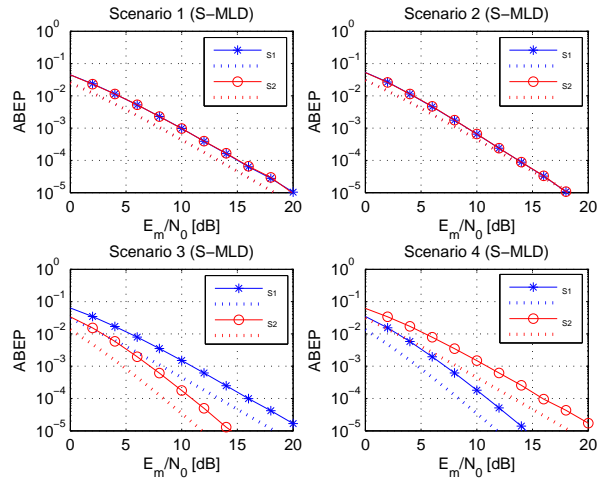 Scenario 1 (S−MLD)
ABEP
10^0
10^-1
10^-2
10^-3
10^-4
10^-5
0 5 10 15 20
E_m/N_0 [dB]
S1
S2
Scenario 2 (S−MLD)
ABEP
10^0
10^-1
10^-2
10^-3
10^-4
10^-5
0 5 10 15 20
E_m/N_0 [dB]
S1
S2
Scenario 3 (S−MLD)
ABEP
10^0
10^-1
10^-2
10^-3
10^-4
10^-5
0 5 10 15 20
E_m/N_0 [dB]
S1
S2
Scenario 4 (S−MLD)
ABEP
10^0
10^-1
10^-2
10^-3
10^-4
10^-5
0 5 10 15 20
E_m/N_0 [dB]
S1
S2